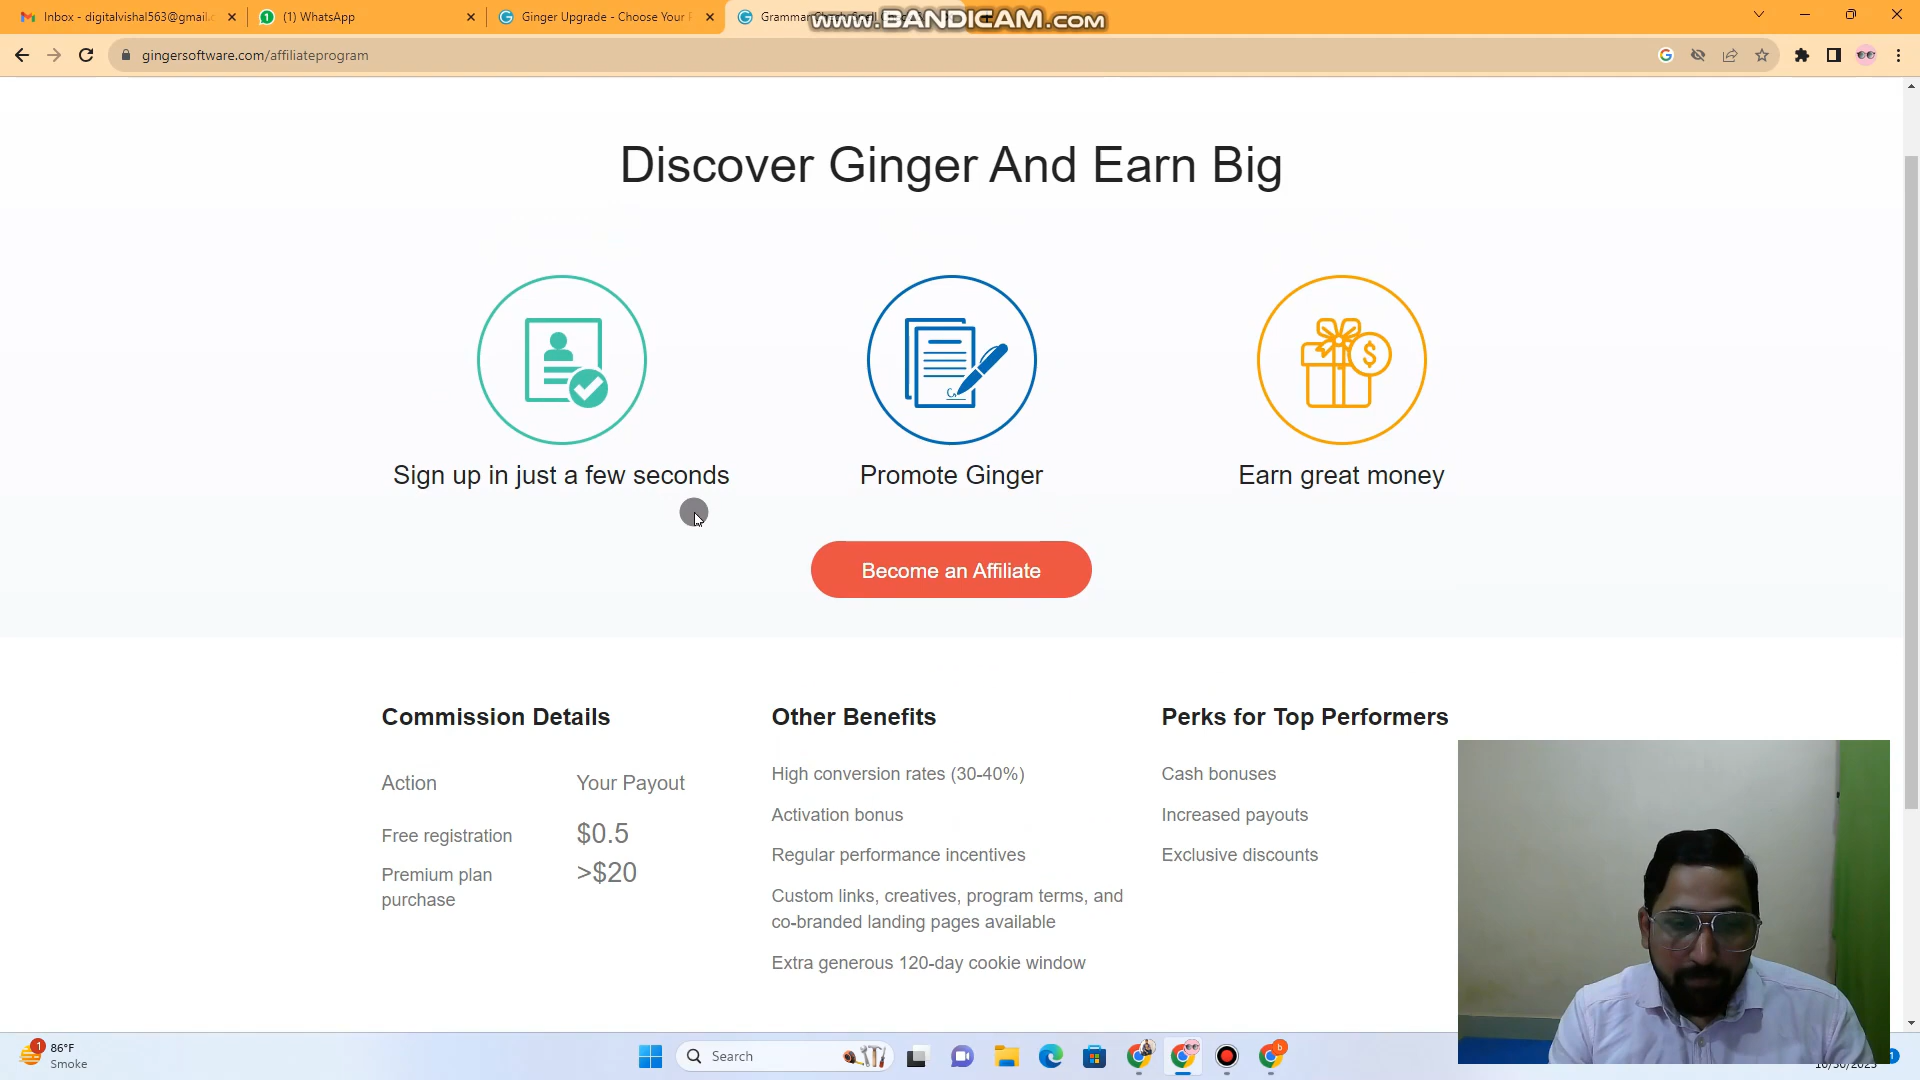 Inbox - digitalvishal563@gmail.c
(1) WhatsApp
Ginger Upgrade - Choose Your P
Grammar
www.BANDICAM.com
gingersoftware.com/affiliateprogram
Discover Ginger And Earn Big
Sign up in just a few seconds
Promote Ginger
Earn great money
Become an Affiliate
Commission Details
Action
Your Payout
Free registration
$0.5
Premium plan
purchase
>$20
Other Benefits
High conversion rates (30-40%)
Activation bonus
Regular performance incentives
Custom links, creatives, program terms, and
co-branded landing pages available
Extra generous 120-day cookie window
Perks for Top Performers
Cash bonuses
Increased payouts
Exclusive discounts
1
86°F
Smoke
Search